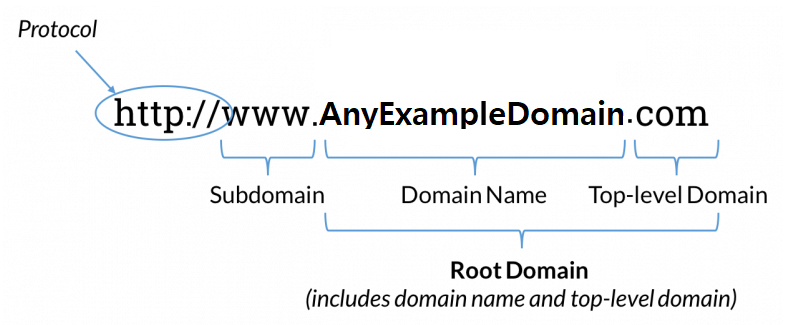 Protocol
http://www.AnyExampleDomain.com
Subdomain Domain Name Top-level Domain
Root Domain
(includes domain name and top-level domain)